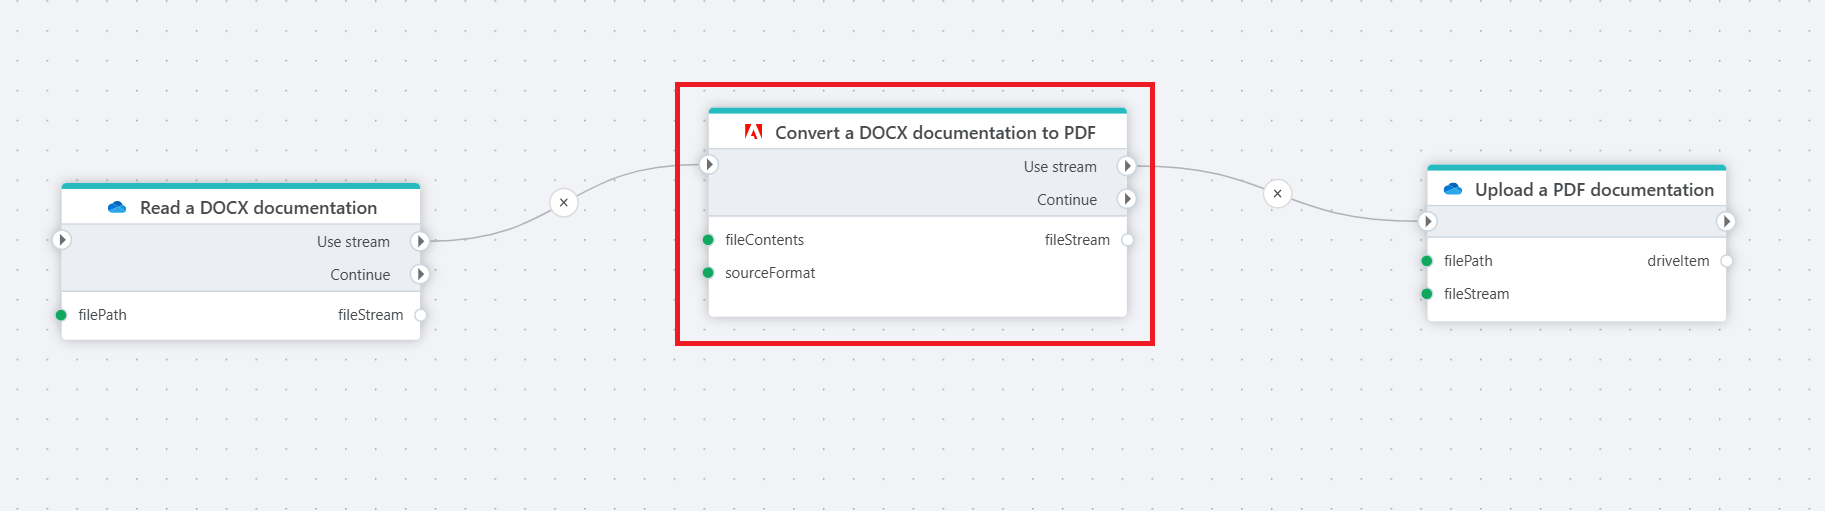 Read a DOCX documentation
Use stream
Continue
filePath
fileStream
Convert a DOCX documentation to PDF
Use stream
Continue
fileContents
fileStream
sourceFormat
Upload a PDF documentation
filePath
driveItem
fileStream